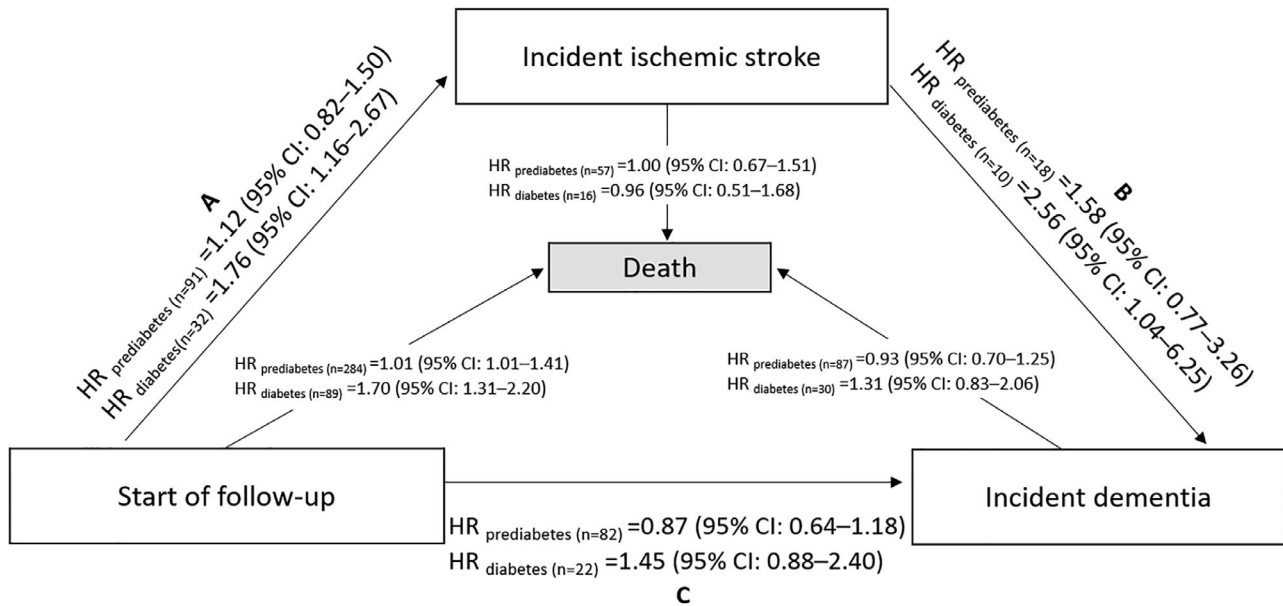 Incident ischemic stroke
A
HR prediabetes (n=91) =1.12 (95% CI: 0.82–1.50)
HR diabetes(n=32) =1.76 (95% CI: 1.16–2.67)
HR prediabetes (n=18) =1.58 (95% CI: 0.77–3.26)
HR diabetes (n=10) =2.56 (95% CI: 1.04–6.25)
B
HR prediabetes (n=57) =1.00 (95% CI: 0.67–1.51)
HR diabetes (n=16) =0.96 (95% CI: 0.51–1.68)
Death
HR prediabetes (n=284) =1.01 (95% CI: 1.01–1.41)
HR diabetes (n=89) =1.70 (95% CI: 1.31–2.20)
HR prediabetes (n=87) =0.93 (95% CI: 0.70–1.25)
HR diabetes (n=30) =1.31 (95% CI: 0.83–2.06)
Start of follow-up
Incident dementia
HR prediabetes (n=82) =0.87 (95% CI: 0.64–1.18)
HR diabetes (n=22) =1.45 (95% CI: 0.88–2.40)
C